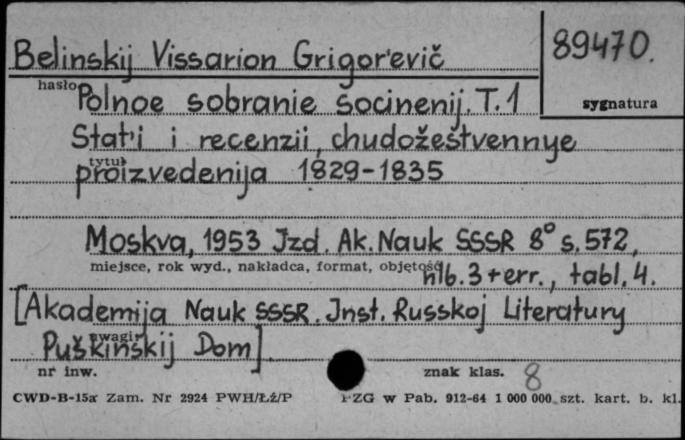 Belinskij Vissarion Grigor'evič
89470.
hasło
sygnatura
Polnoe sobranie socinenij. T. 1
Stat'i i recenzii, chudožestvennye
tytuł
proizvedenija 1829-1835
Moskva, 1953 Izd. Ak. Nauk SSSR 8° s. 572,
miejsce, rok wyd., nakładca, format, objętość
nlb. 3 + err., tabl. 4.
[Akademija Nauk SSSR. Inst. Russkoj Literatury
uwagi
Puškinskij Dom].
nr inw.
znak klas. 8
CWD-B-15a Zam. Nr 2924 PWH/Łź/P PZG w Pab. 912-64 1 000 000 szt. kart. b. kl.